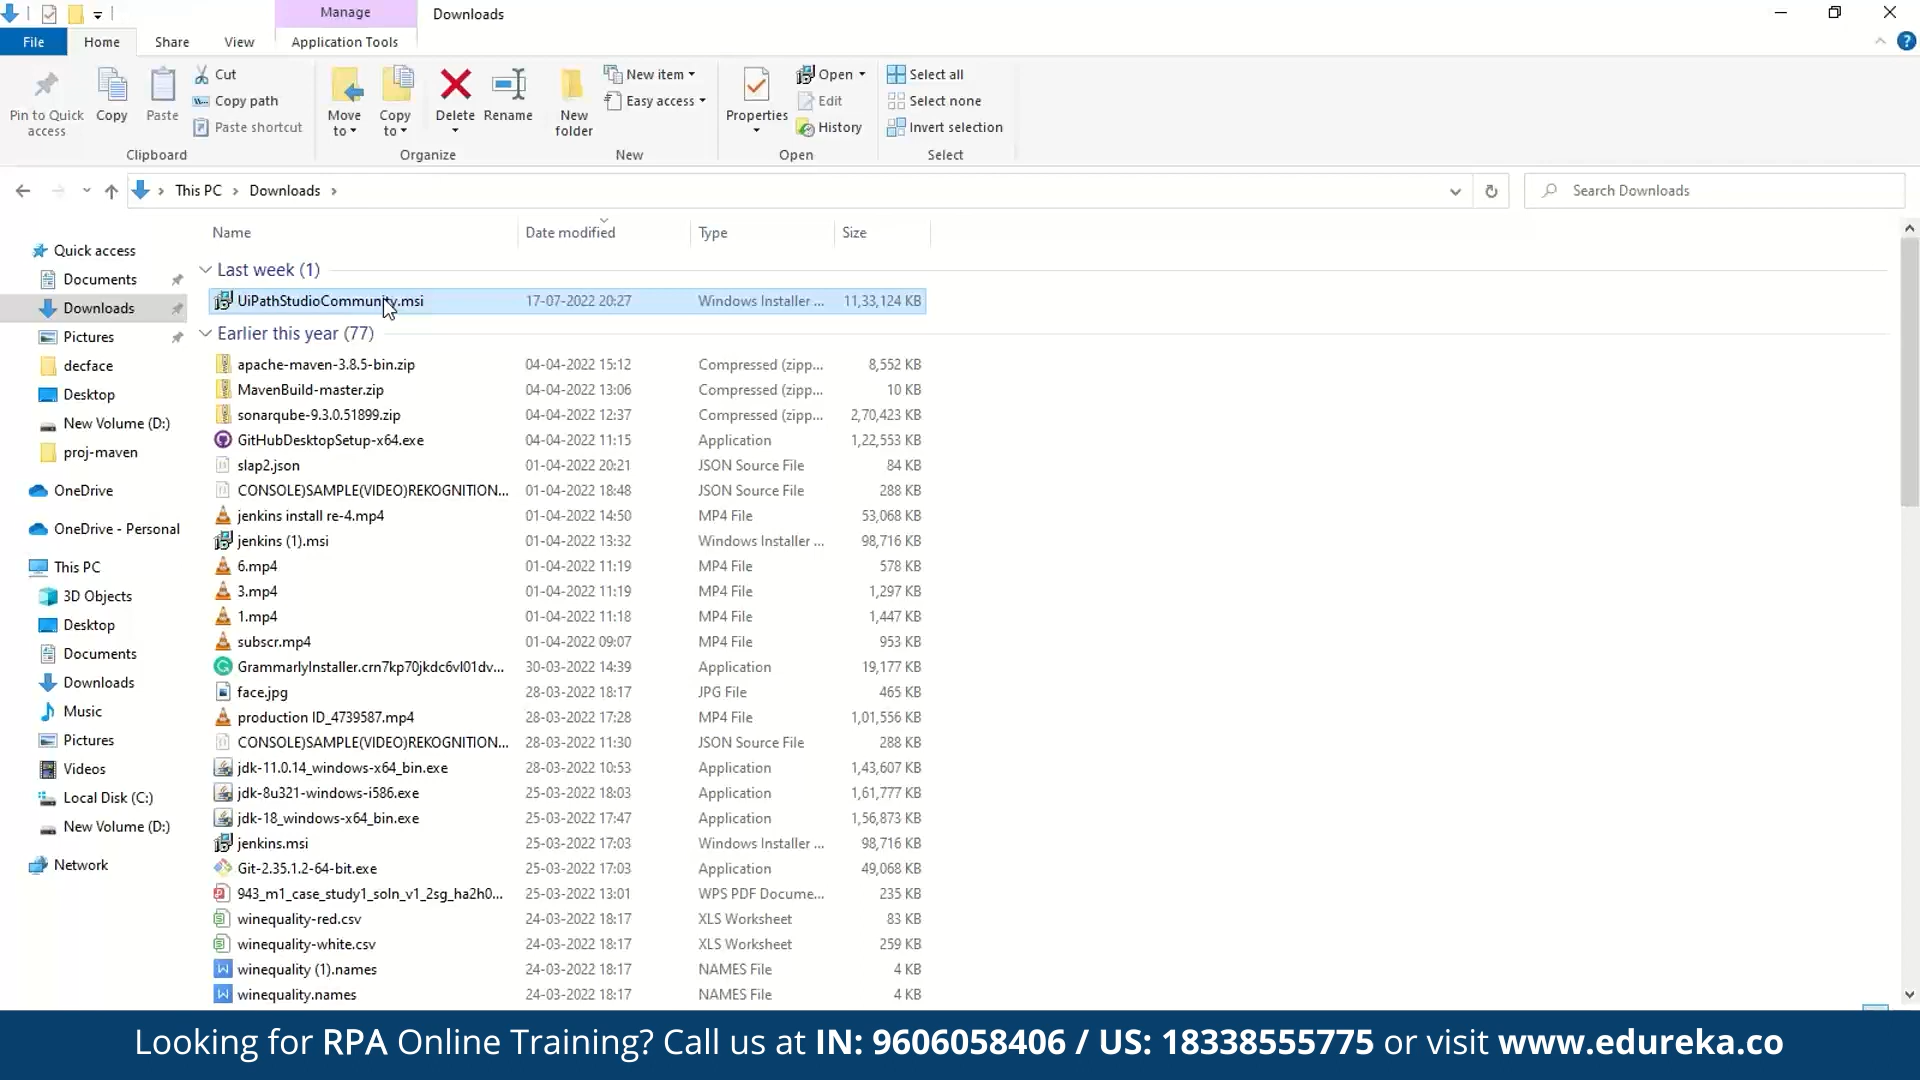 Manage
Downloads
File
Home
Share
View
Application Tools
Pin to Quick access
Copy
Paste
Cut
Copy path
Paste shortcut
Clipboard
Move to
Copy to
Delete
Rename
Organize
New folder
New item
Easy access
New
Properties
Open
Edit
History
Open
Select all
Select none
Invert selection
Select
This PC
Downloads
Search Downloads
Quick access
Documents
Downloads
Pictures
decface
Desktop
New Volume (D:)
proj-maven
OneDrive
OneDrive - Personal
This PC
3D Objects
Desktop
Documents
Downloads
Music
Pictures
Videos
Local Disk (C:)
New Volume (D:)
Network
Name Date modified Type Size
Last week (1)
UiPathStudioCommunity.msi 17-07-2022 20:27 Windows Installer ... 11,33,124 KB
Earlier this year (77)
apache-maven-3.8.5-bin.zip 04-04-2022 15:12 Compressed (zipp... 8,552 KB
MavenBuild-master.zip 04-04-2022 13:06 Compressed (zipp... 10 KB
sonarqube-9.3.0.51899.zip 04-04-2022 12:37 Compressed (zipp... 2,70,423 KB
GitHubDesktopSetup-x64.exe 04-04-2022 11:15 Application 1,22,553 KB
slap2.json 01-04-2022 20:21 JSON Source File 84 KB
CONSOLE)SAMPLE(VIDEO)REKOGNITION... 01-04-2022 18:48 JSON Source File 288 KB
jenkins install re-4.mp4 01-04-2022 14:50 MP4 File 53,068 KB
jenkins (1).msi 01-04-2022 13:32 Windows Installer ... 98,716 KB
6.mp4 01-04-2022 11:19 MP4 File 578 KB
3.mp4 01-04-2022 11:19 MP4 File 1,297 KB
1.mp4 01-04-2022 11:18 MP4 File 1,447 KB
subscr.mp4 01-04-2022 09:07 MP4 File 953 KB
GrammarlyInstaller.crn7kp70jkdc6vl01dv... 30-03-2022 14:39 Application 19,177 KB
face.jpg 28-03-2022 18:17 JPG File 465 KB
production ID_4739587.mp4 28-03-2022 17:28 MP4 File 1,01,556 KB
CONSOLE)SAMPLE(VIDEO)REKOGNITION... 28-03-2022 11:30 JSON Source File 288 KB
jdk-11.0.14_windows-x64_bin.exe 28-03-2022 10:53 Application 1,43,607 KB
jdk-8u321-windows-i586.exe 25-03-2022 18:03 Application 1,61,777 KB
jdk-18_windows-x64_bin.exe 25-03-2022 17:47 Application 1,56,873 KB
jenkins.msi 25-03-2022 17:03 Windows Installer ... 98,716 KB
Git-2.35.1.2-64-bit.exe 25-03-2022 17:03 Application 49,068 KB
943_m1_case_study1_soln_v1_2sg_ha2h0... 25-03-2022 13:01 WPS PDF Docume... 235 KB
winequality-red.csv 24-03-2022 18:17 XLS Worksheet 83 KB
winequality-white.csv 24-03-2022 18:17 XLS Worksheet 259 KB
winequality (1).names 24-03-2022 18:17 NAMES File 4 KB
winequality.names 24-03-2022 18:17 NAMES File 4 KB
Looking for RPA Online Training? Call us at IN: 9606058406 / US: 18338555775 or visit www.edureka.co